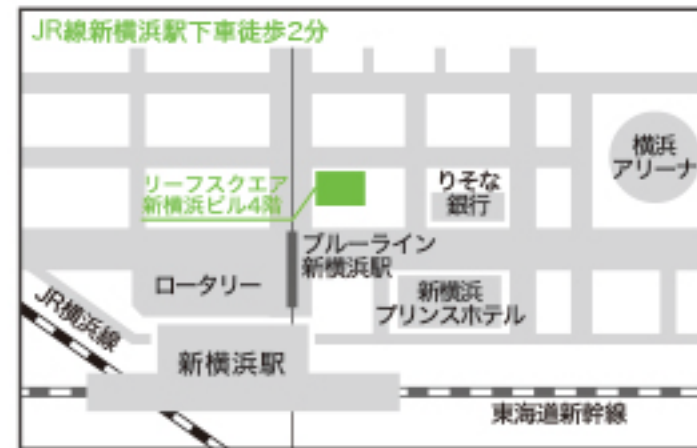 JR線新横浜駅下車徒歩2分
横浜
アリーナ
リーフスクエア
新横浜ビル4階
りそな
銀行
ブルーライン
新横浜駅
ロータリー
新横浜
プリンスホテル
JR横浜線
新横浜駅
東海道新幹線